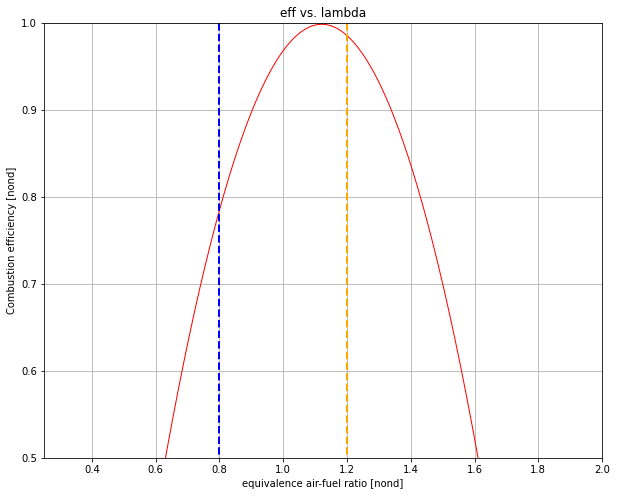 eff vs. lambda
1.0
0.9
0.8
0.7
0.6
0.5
Combustion efficiency [nond]
0.4 0.6 0.8 1.0 1.2 1.4 1.6 1.8 2.0
equivalence air-fuel ratio [nond]